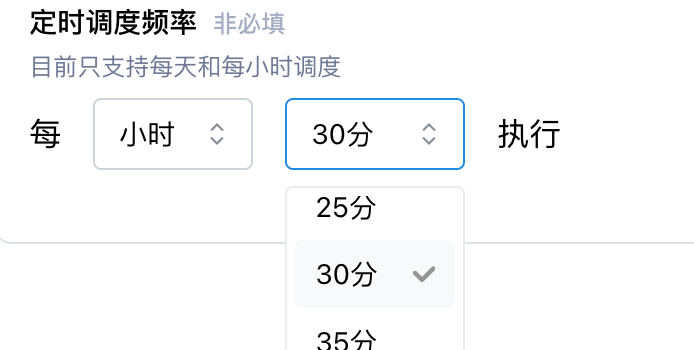 定时调度频率 非必填
目前只支持每天和每小时调度
每 小时 30分 执行
25分
30分
35分